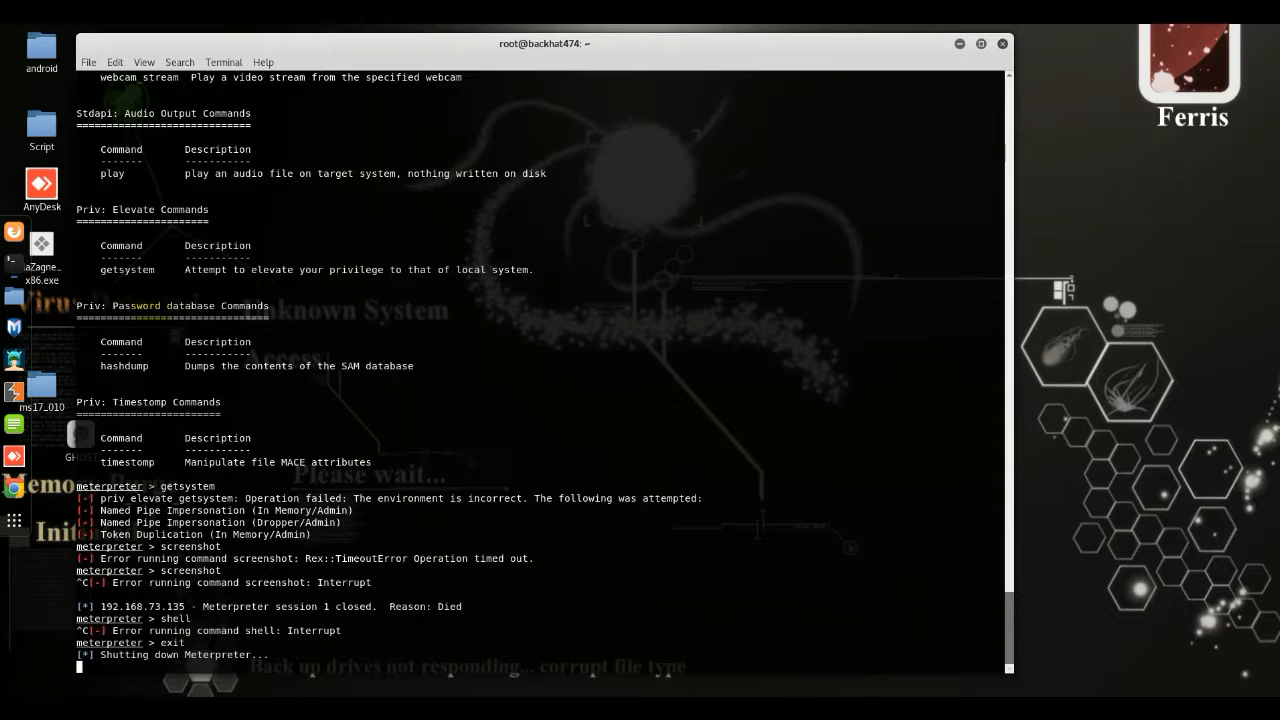 root@backhat474: ~
File Edit View Search Terminal Help
webcam_stream Play a video stream from the specified webcam
Stdapi: Audio Output Commands
=============================
Command Description
------- -----------
play play an audio file on target system, nothing written on disk
Priv: Elevate Commands
======================
Command Description
------- -----------
getsystem Attempt to elevate your privilege to that of local system.
Priv: Password database Commands
================================
Command Description
------- -----------
hashdump Dumps the contents of the SAM database
Priv: Timestomp Commands
========================
Command Description
------- -----------
timestomp Manipulate file MACE attributes
meterpreter > getsystem
[-] priv_elevate_getsystem: Operation failed: The environment is incorrect. The following was attempted:
[-] Named Pipe Impersonation (In Memory/Admin)
[-] Named Pipe Impersonation (Dropper/Admin)
[-] Token Duplication (In Memory/Admin)
meterpreter > screenshot
[-] Error running command screenshot: Rex::TimeoutError Operation timed out.
meterpreter > screenshot
^C[-] Error running command screenshot: Interrupt
[*] 192.168.73.135 - Meterpreter session 1 closed. Reason: Died
meterpreter > shell
^C[-] Error running command shell: Interrupt
meterpreter > exit
[*] Shutting down Meterpreter...
android
Script
AnyDesk
aZagne_
x86.exe
ms17_010
GHOST
Unknown System
Access:
Please wait...
Back up drives not responding... corrupt file type
Virus
Memo
Init
Ferris